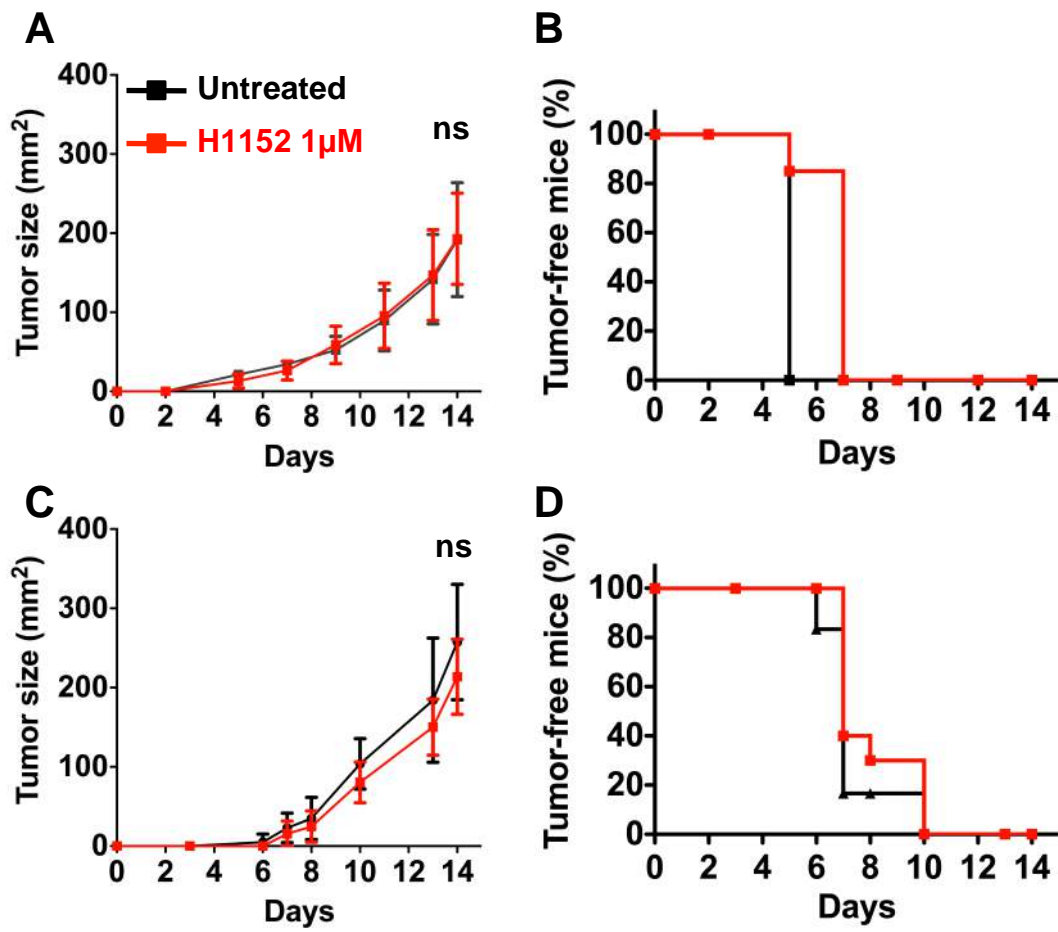 A
B
400
300
200
100
0
Tumor size (mm²)
Untreated
H1152 1µM
ns
0 2 4 6 8 10 12 14
Days
100
80
60
40
20
0
Tumor-free mice (%)
0 2 4 6 8 10 12 14
Days
C
D
400
300
200
100
0
Tumor size (mm²)
ns
0 2 4 6 8 10 12 14
Days
100
80
60
40
20
0
Tumor-free mice (%)
0 2 4 6 8 10 12 14
Days